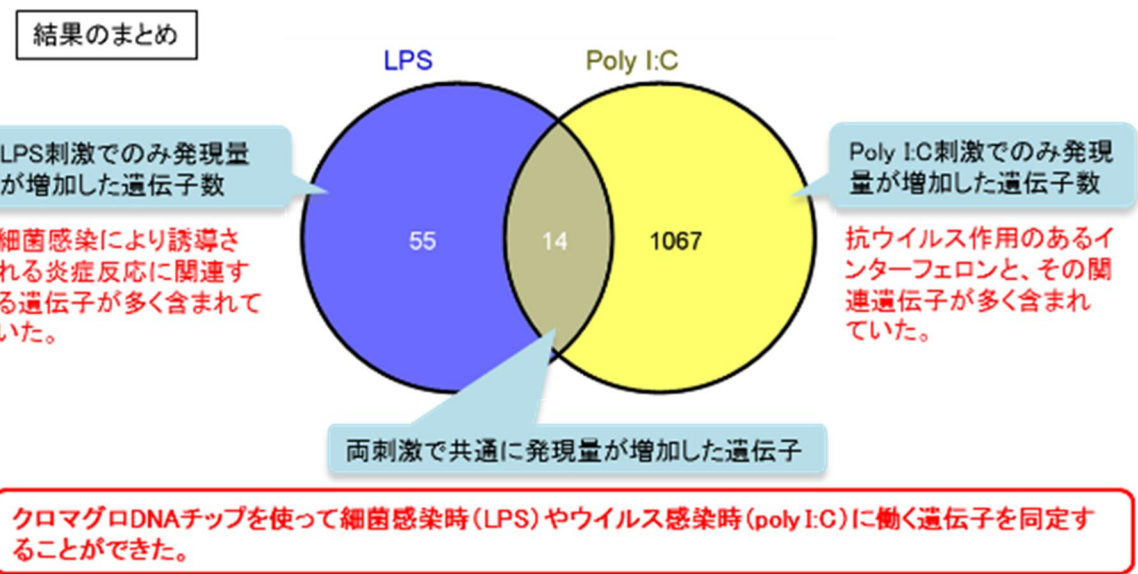 結果のまとめ
LPS
Poly I:C
LPS刺激でのみ発現量
が増加した遺伝子数
Poly I:C刺激でのみ発現
量が増加した遺伝子数
細菌感染により誘導さ
れる炎症反応に関連す
る遺伝子が多く含まれて
いた。
55
14
1067
抗ウイルス作用のあるイ
ンターフェロンと、その関
連遺伝子が多く含まれ
ていた。
両刺激で共通に発現量が増加した遺伝子
クロマグロDNAチップを使って細菌感染時(LPS)やウイルス感染時(poly I:C)に働く遺伝子を同定す
ることができた。